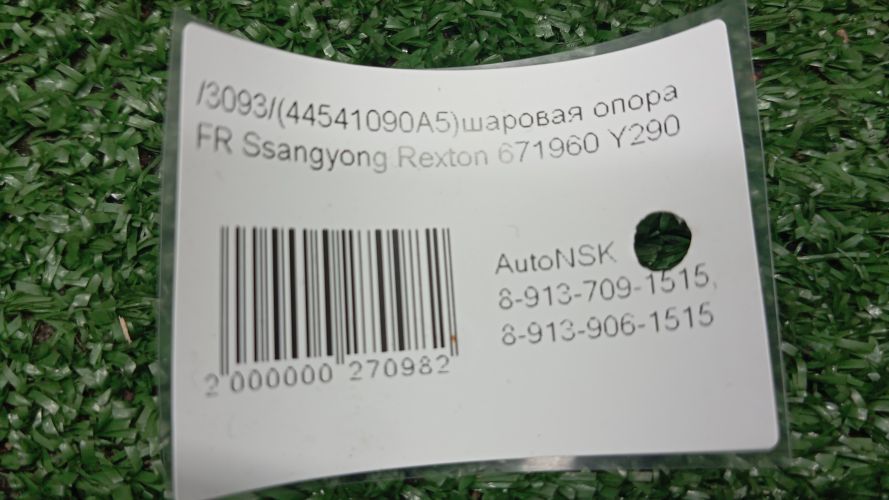 /3093/(44541090A5)шаровая опора
FR Ssangyong Rexton 671960 Y290
AutoNSK
8-913-709-1515,
8-913-906-1515
2 000000 270982